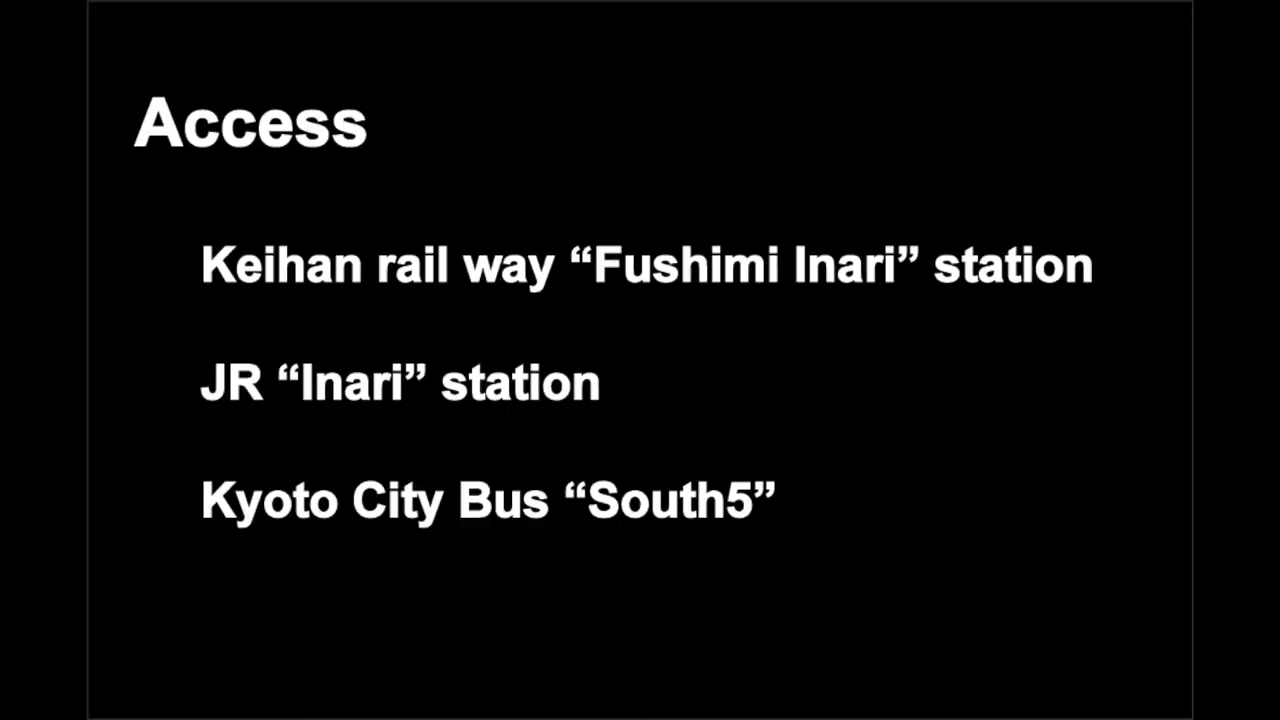 Access
Keihan rail way “Fushimi Inari” station
JR “Inari” station
Kyoto City Bus “South5”